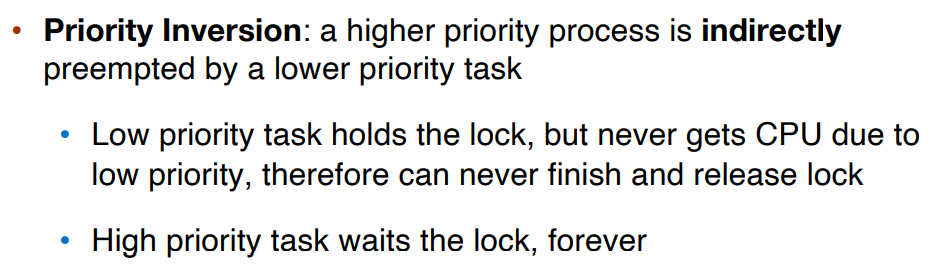 • Priority Inversion: a higher priority process is indirectly
preempted by a lower priority task
• Low priority task holds the lock, but never gets CPU due to
low priority, therefore can never finish and release lock
• High priority task waits the lock, forever